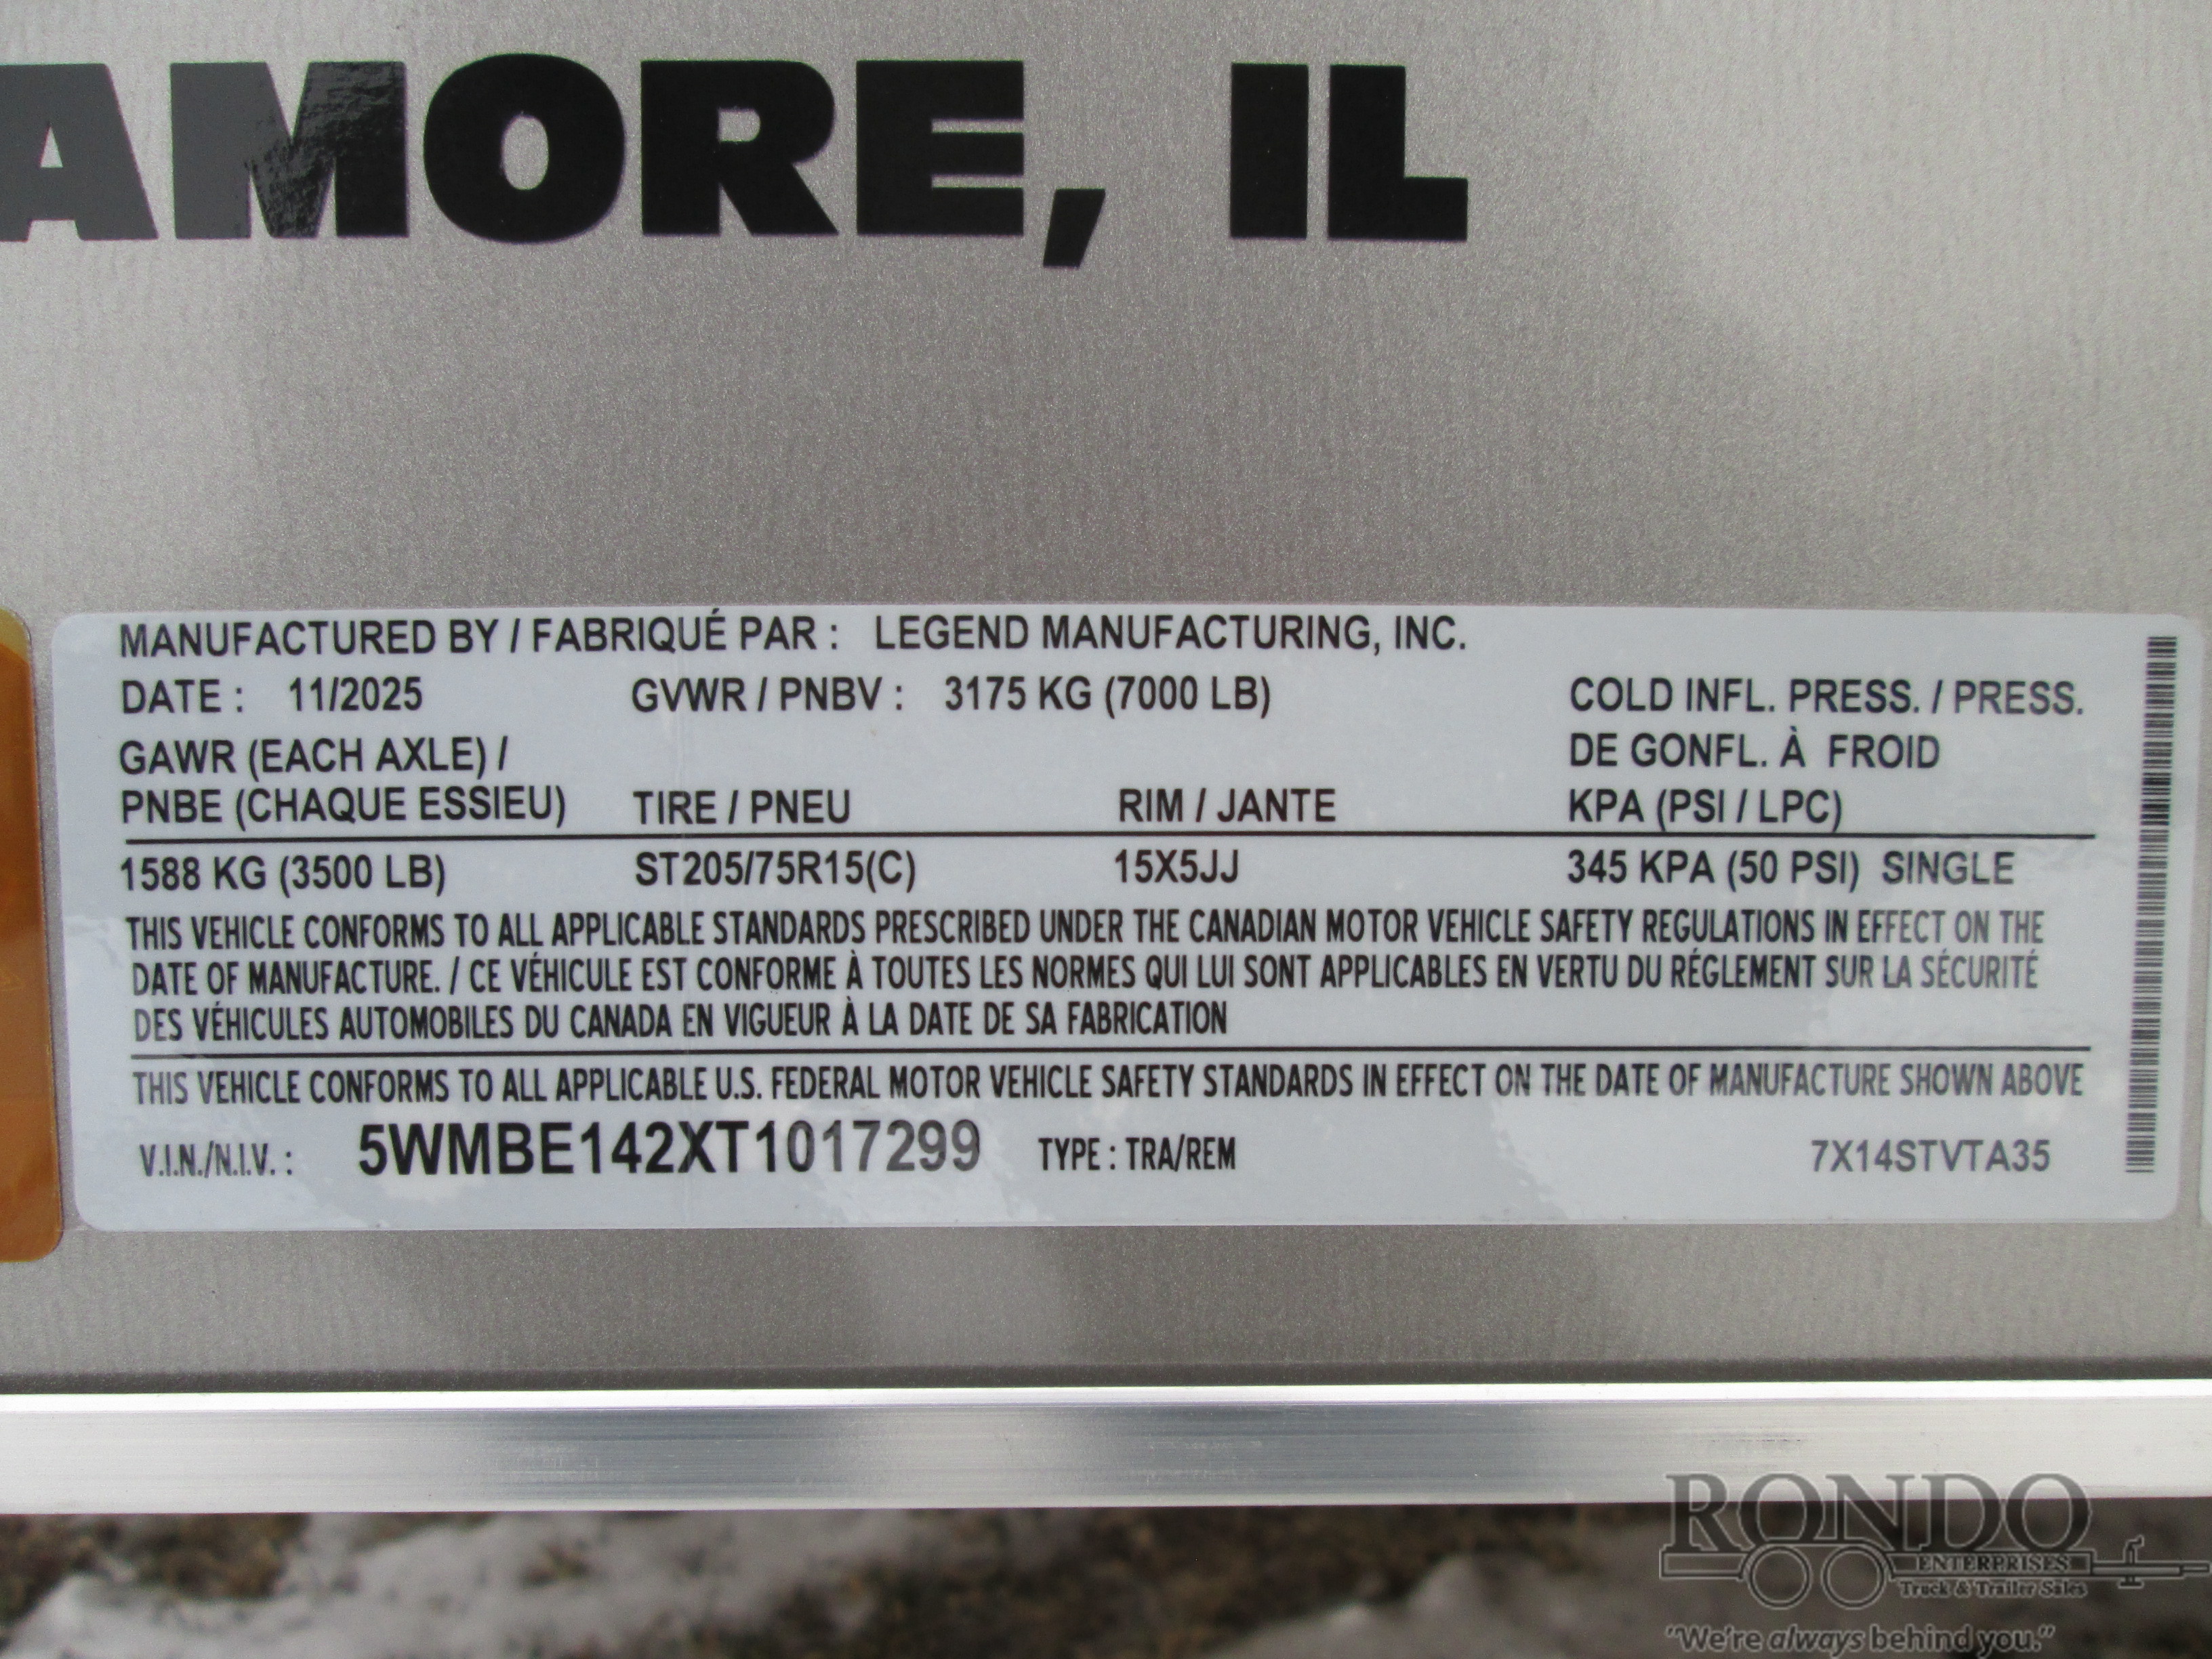 AMORE, IL
MANUFACTURED BY / FABRIQUÉ PAR : LEGEND MANUFACTURING, INC.
DATE : 11/2025 GVWR / PNBV : 3175 KG (7000 LB) COLD INFL. PRESS. / PRESS.
GAWR (EACH AXLE) / DE GONFL. À FROID
PNBE (CHAQUE ESSIEU) TIRE / PNEU RIM / JANTE KPA (PSI / LPC)
1588 KG (3500 LB) ST205/75R15(C) 15X5JJ 345 KPA (50 PSI) SINGLE
THIS VEHICLE CONFORMS TO ALL APPLICABLE STANDARDS PRESCRIBED UNDER THE CANADIAN MOTOR VEHICLE SAFETY REGULATIONS IN EFFECT ON THE
DATE OF MANUFACTURE. / CE VÉHICULE EST CONFORME À TOUTES LES NORMES QUI LUI SONT APPLICABLES EN VERTU DU RÉGLEMENT SUR LA SÉCURITÉ
DES VÉHICULES AUTOMOBILES DU CANADA EN VIGUEUR À LA DATE DE SA FABRICATION
THIS VEHICLE CONFORMS TO ALL APPLICABLE U.S. FEDERAL MOTOR VEHICLE SAFETY STANDARDS IN EFFECT ON THE DATE OF MANUFACTURE SHOWN ABOVE
V.I.N./N.I.V. : 5WMBE142XT1017299 TYPE : TRA/REM 7X14STVTA35
RONDO
ENTERPRISES
Truck & Trailer Sales
"We're always behind you."